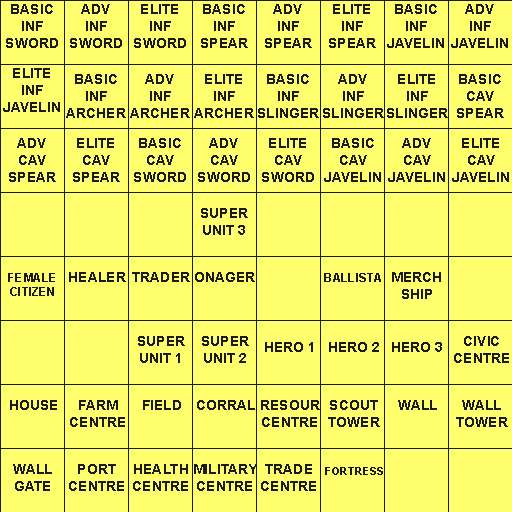 BASIC INF SWORD
ADV INF SWORD
ELITE INF SWORD
BASIC INF SPEAR
ADV INF SPEAR
ELITE INF SPEAR
BASIC INF JAVELIN
ADV INF JAVELIN
ELITE INF JAVELIN
BASIC INF ARCHER
ADV INF ARCHER
ELITE INF ARCHER
BASIC INF SLINGER
ADV INF SLINGER
ELITE INF SLINGER
BASIC CAV SPEAR
ADV CAV SPEAR
ELITE CAV SPEAR
BASIC CAV SWORD
ADV CAV SWORD
ELITE CAV SWORD
BASIC CAV JAVELIN
ADV CAV JAVELIN
ELITE CAV JAVELIN
SUPER UNIT 3
FEMALE CITIZEN
HEALER
TRADER
ONAGER
BALLISTA
MERCH SHIP
SUPER UNIT 1
SUPER UNIT 2
HERO 1
HERO 2
HERO 3
CIVIC CENTRE
HOUSE
FARM CENTRE
FIELD
CORRAL
RESOUR CENTRE
SCOUT TOWER
WALL
WALL TOWER
WALL GATE
PORT CENTRE
HEALTH CENTRE
MILITARY CENTRE
TRADE CENTRE
FORTRESS